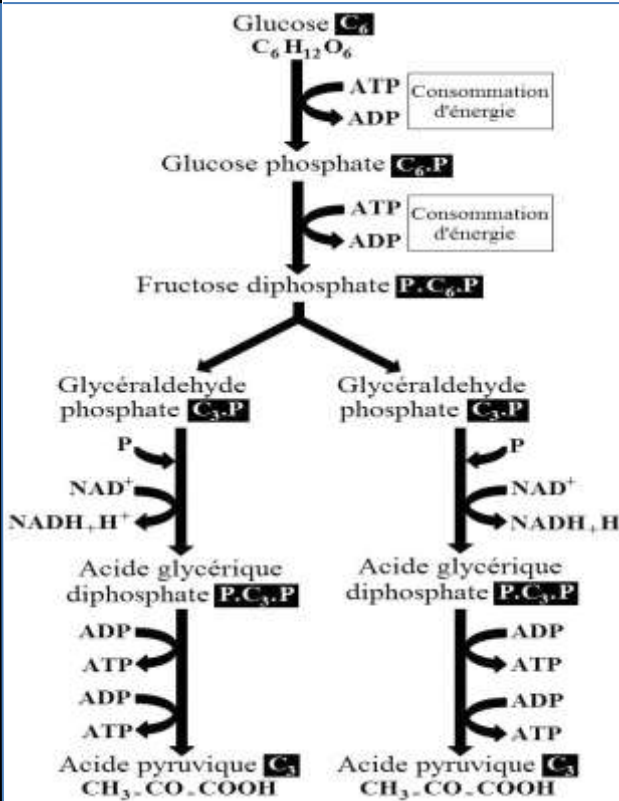 Glucose C₆
C₆H₁₂O₆
ATP
ADP
Consommation
d'énergie
Glucose phosphate C₆.P
ATP
ADP
Consommation
d'énergie
Fructose diphosphate P.C₆.P
Glycéraldehyde
phosphate C₃.P
P
NAD⁺
NADH+H⁺
Acide glycérique
diphosphate P.C₃.P
ADP
ATP
ADP
ATP
Acide pyruvique C₃
CH₃-CO-COOH
Glycéraldehyde
phosphate C₃.P
P
NAD⁺
NADH+H
Acide glycérique
diphosphate P.C₃.P
ADP
ATP
ADP
ATP
Acide pyruvique C₃
CH₃-CO-COOH